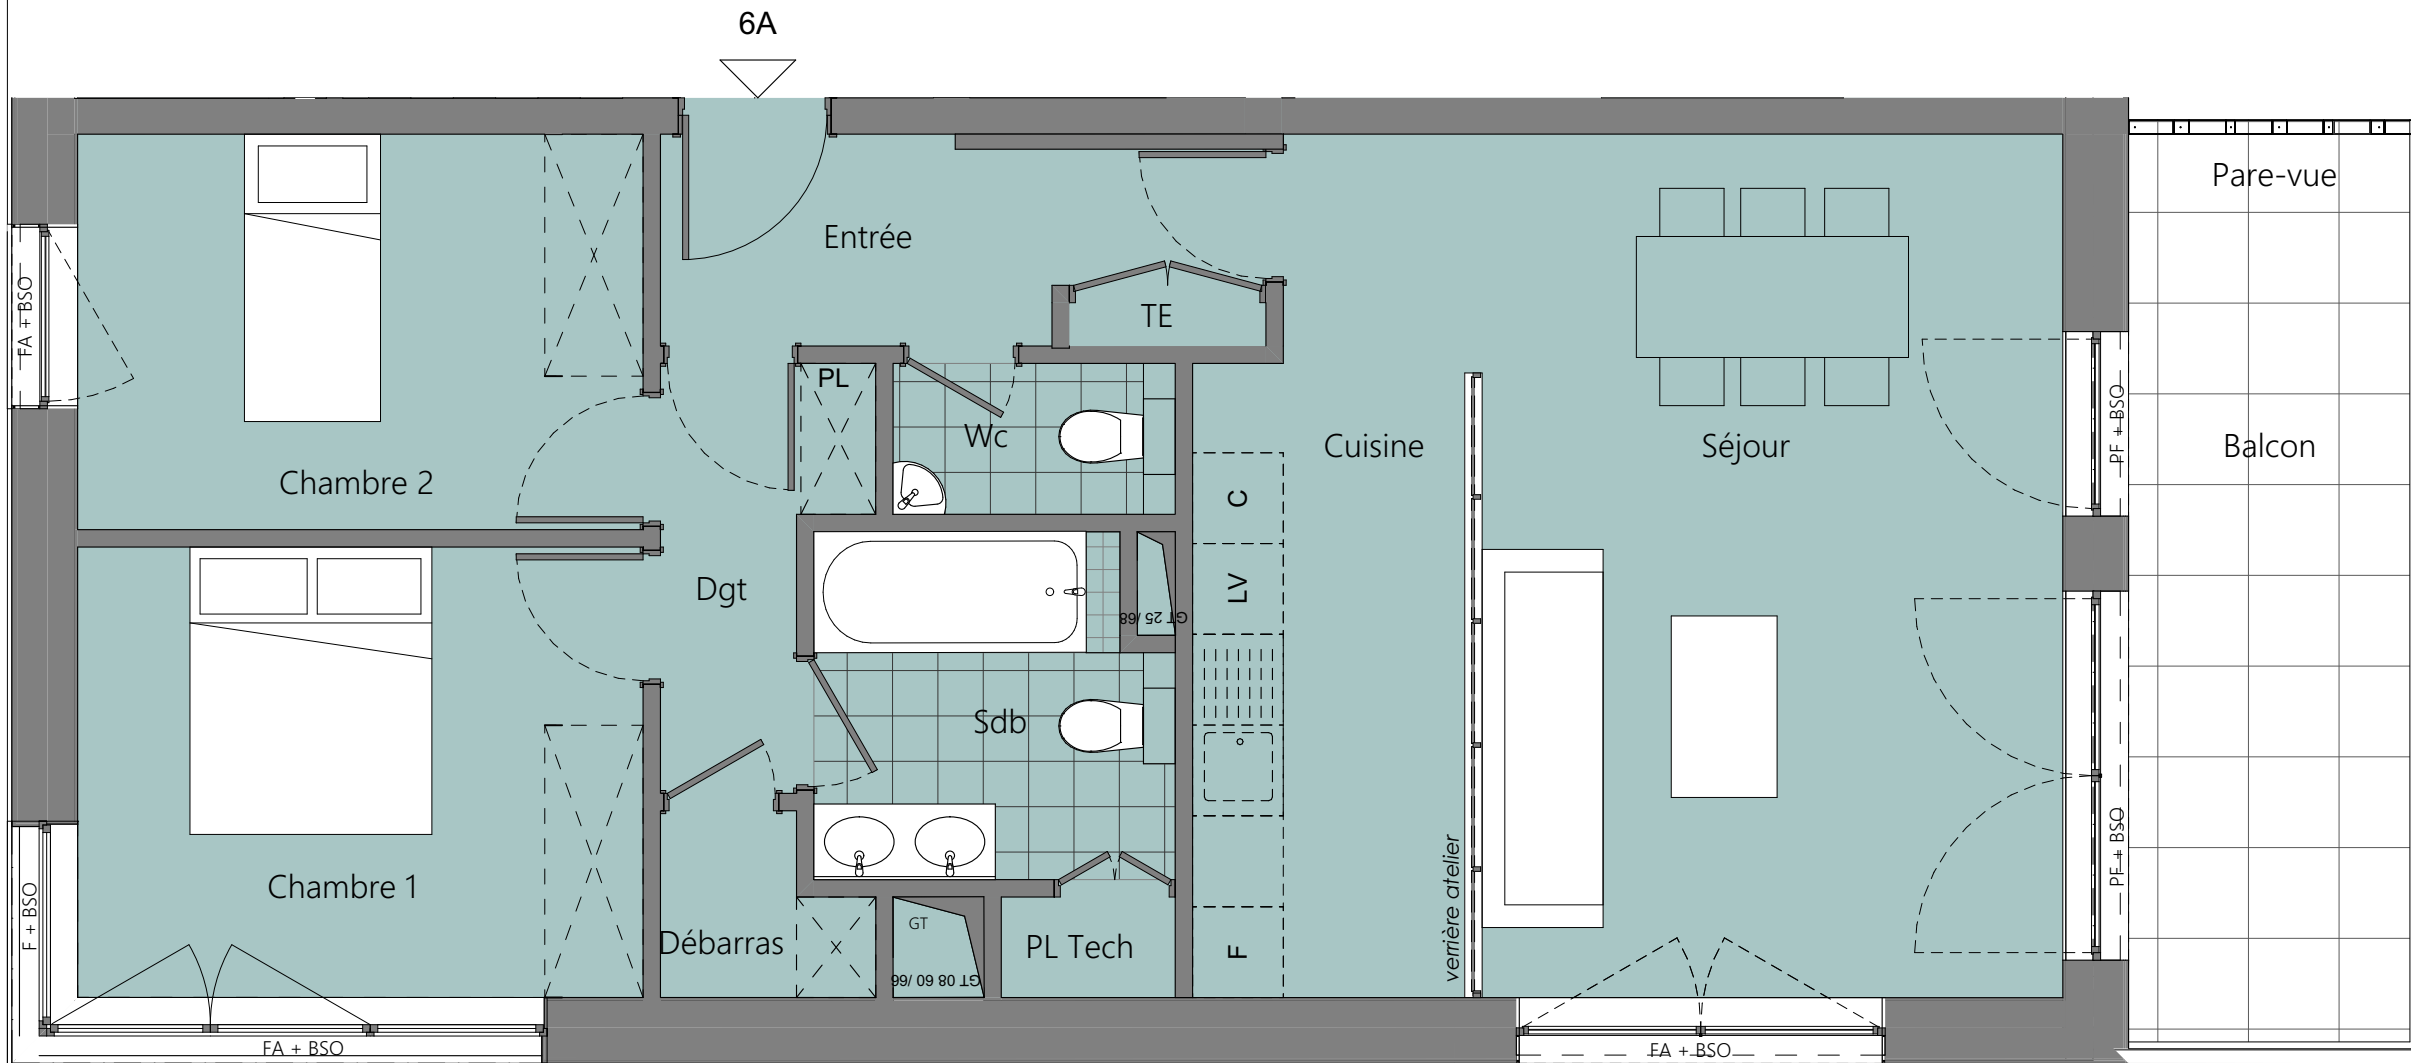 6A
Pare-vue
Entrée
FA + BSO
TE
PL
Wc
Cuisine
Séjour
PF + BSO
Balcon
Chambre 2
C
LV
Dgt
GT 25 /68
Sdb
Chambre 1
F + BSO
verrière atelier
PF + BSO
Débarras
GT
GT 08 60 /66
PL Tech
F
FA + BSO
FA + BSO